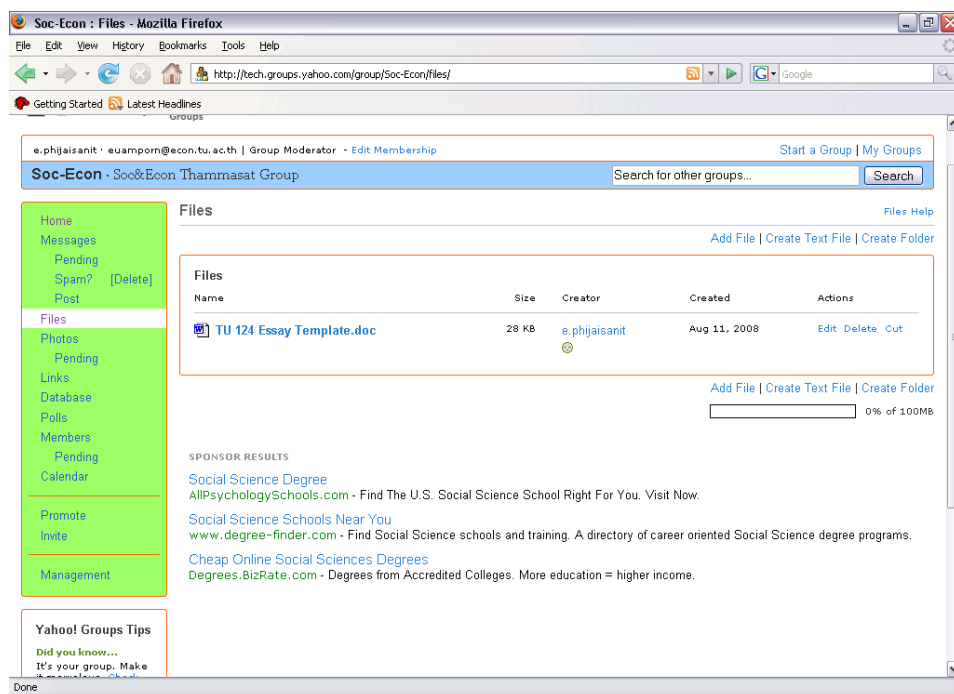 Soc-Econ : Files - Mozilla Firefox
File Edit View History Bookmarks Tools Help
http://tech.groups.yahoo.com/group/Soc-Econ/files/
G Google
Getting Started Latest Headlines
Groups
e.phijaisanit · euamporn@econ.tu.ac.th | Group Moderator - Edit Membership
Start a Group | My Groups
Soc-Econ · Soc&Econ Thammasat Group
Search for other groups...
Search
Home
Messages
Pending
Spam? [Delete]
Post
Files
Photos
Pending
Links
Database
Polls
Members
Pending
Calendar
Promote
Invite
Management
Yahoo! Groups Tips
Did you know...
It's your group. Make
Files
Files Help
Add File | Create Text File | Create Folder
Files
Name Size Creator Created Actions
TU 124 Essay Template.doc 28 KB e.phijaisanit Aug 11, 2008 Edit Delete Cut
Add File | Create Text File | Create Folder
0% of 100MB
SPONSOR RESULTS
Social Science Degree
AllPsychologySchools.com - Find The U.S. Social Science School Right For You. Visit Now.
Social Science Schools Near You
www.degree-finder.com - Find Social Science schools and training. A directory of career oriented Social Science degree programs.
Cheap Online Social Sciences Degrees
Degrees.BizRate.com - Degrees from Accredited Colleges. More education = higher income.
Done